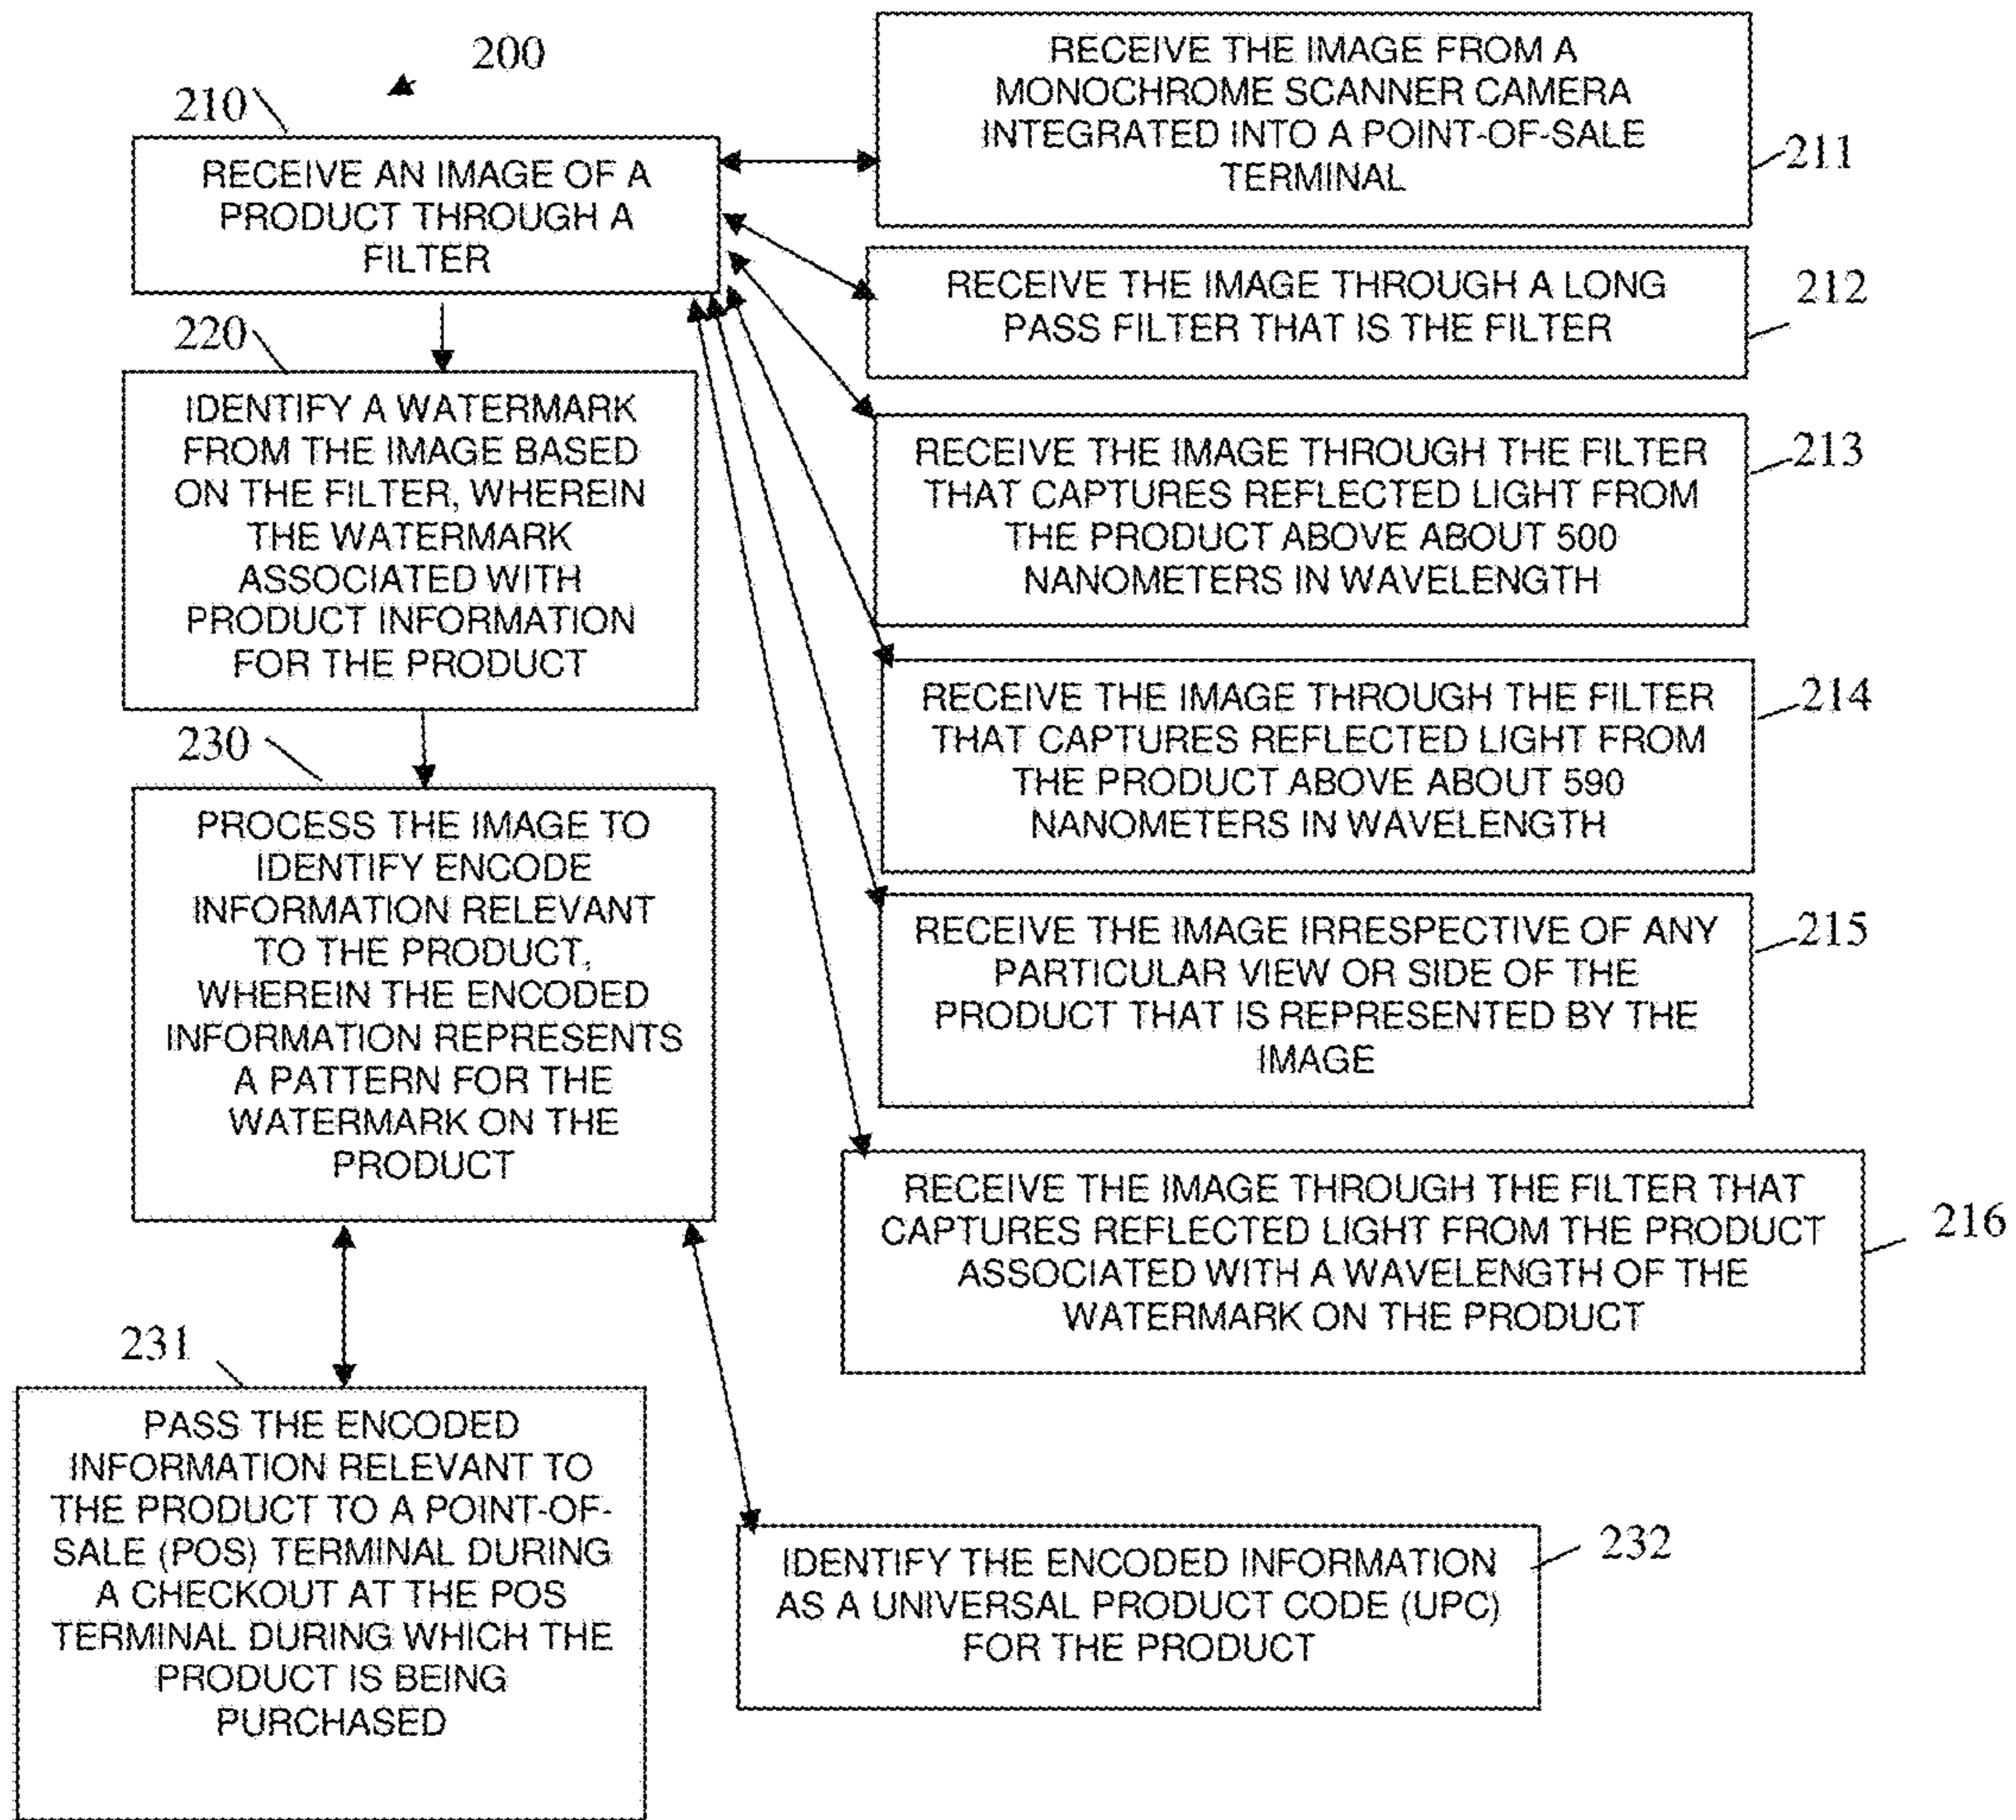 200
210
RECEIVE AN IMAGE OF A
PRODUCT THROUGH A
FILTER
220
IDENTIFY A WATERMARK
FROM THE IMAGE BASED
ON THE FILTER, WHEREIN
THE WATERMARK
ASSOCIATED WITH
PRODUCT INFORMATION
FOR THE PRODUCT
230
PROCESS THE IMAGE TO
IDENTIFY ENCODE
INFORMATION RELEVANT
TO THE PRODUCT,
WHEREIN THE ENCODED
INFORMATION REPRESENTS
A PATTERN FOR THE
WATERMARK ON THE
PRODUCT
231
PASS THE ENCODED
INFORMATION RELEVANT TO
THE PRODUCT TO A POINT-OF-
SALE (POS) TERMINAL DURING
A CHECKOUT AT THE POS
TERMINAL DURING WHICH THE
PRODUCT IS BEING
PURCHASED
RECEIVE THE IMAGE FROM A
MONOCHROME SCANNER CAMERA
INTEGRATED INTO A POINT-OF-SALE
TERMINAL
211
RECEIVE THE IMAGE THROUGH A LONG
PASS FILTER THAT IS THE FILTER
212
RECEIVE THE IMAGE THROUGH THE FILTER
THAT CAPTURES REFLECTED LIGHT FROM
THE PRODUCT ABOVE ABOUT 500
NANOMETERS IN WAVELENGTH
213
RECEIVE THE IMAGE THROUGH THE FILTER
THAT CAPTURES REFLECTED LIGHT FROM
THE PRODUCT ABOVE ABOUT 590
NANOMETERS IN WAVELENGTH
214
RECEIVE THE IMAGE IRRESPECTIVE OF ANY
PARTICULAR VIEW OR SIDE OF THE
PRODUCT THAT IS REPRESENTED BY THE
IMAGE
215
RECEIVE THE IMAGE THROUGH THE FILTER THAT
CAPTURES REFLECTED LIGHT FROM THE PRODUCT
ASSOCIATED WITH A WAVELENGTH OF THE
WATERMARK ON THE PRODUCT
216
IDENTIFY THE ENCODED INFORMATION
AS A UNIVERSAL PRODUCT CODE (UPC)
FOR THE PRODUCT
232